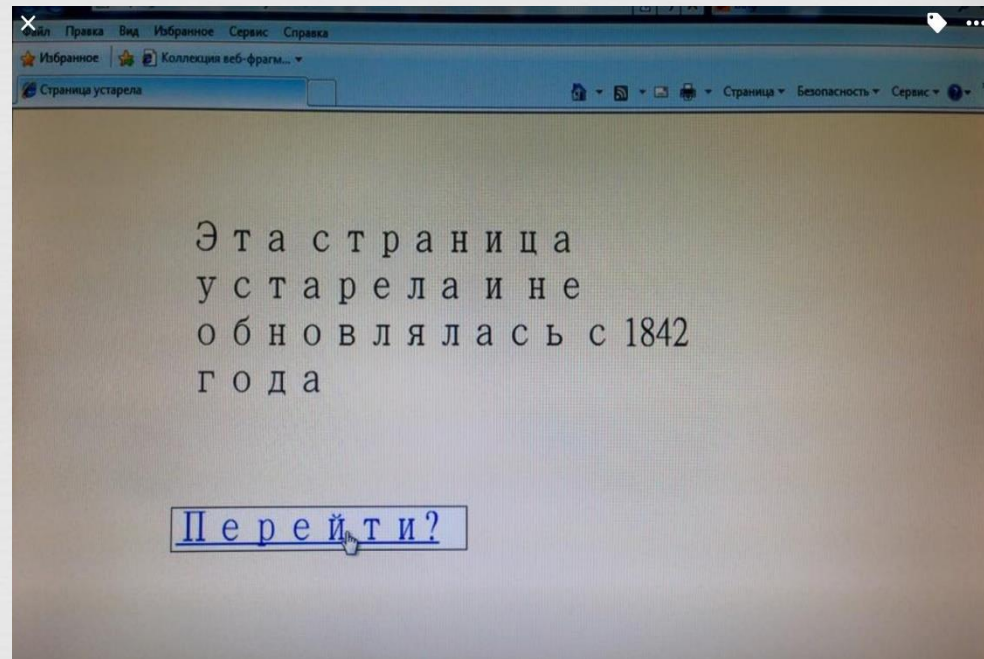 Файл Правка Вид Избранное Сервис Справка
Избранное Коллекция веб-фрагм...
Страница устарела Страница Безопасность Сервис
Эта страница
устарела и не
обновлялась с 1842
года
Перейти?